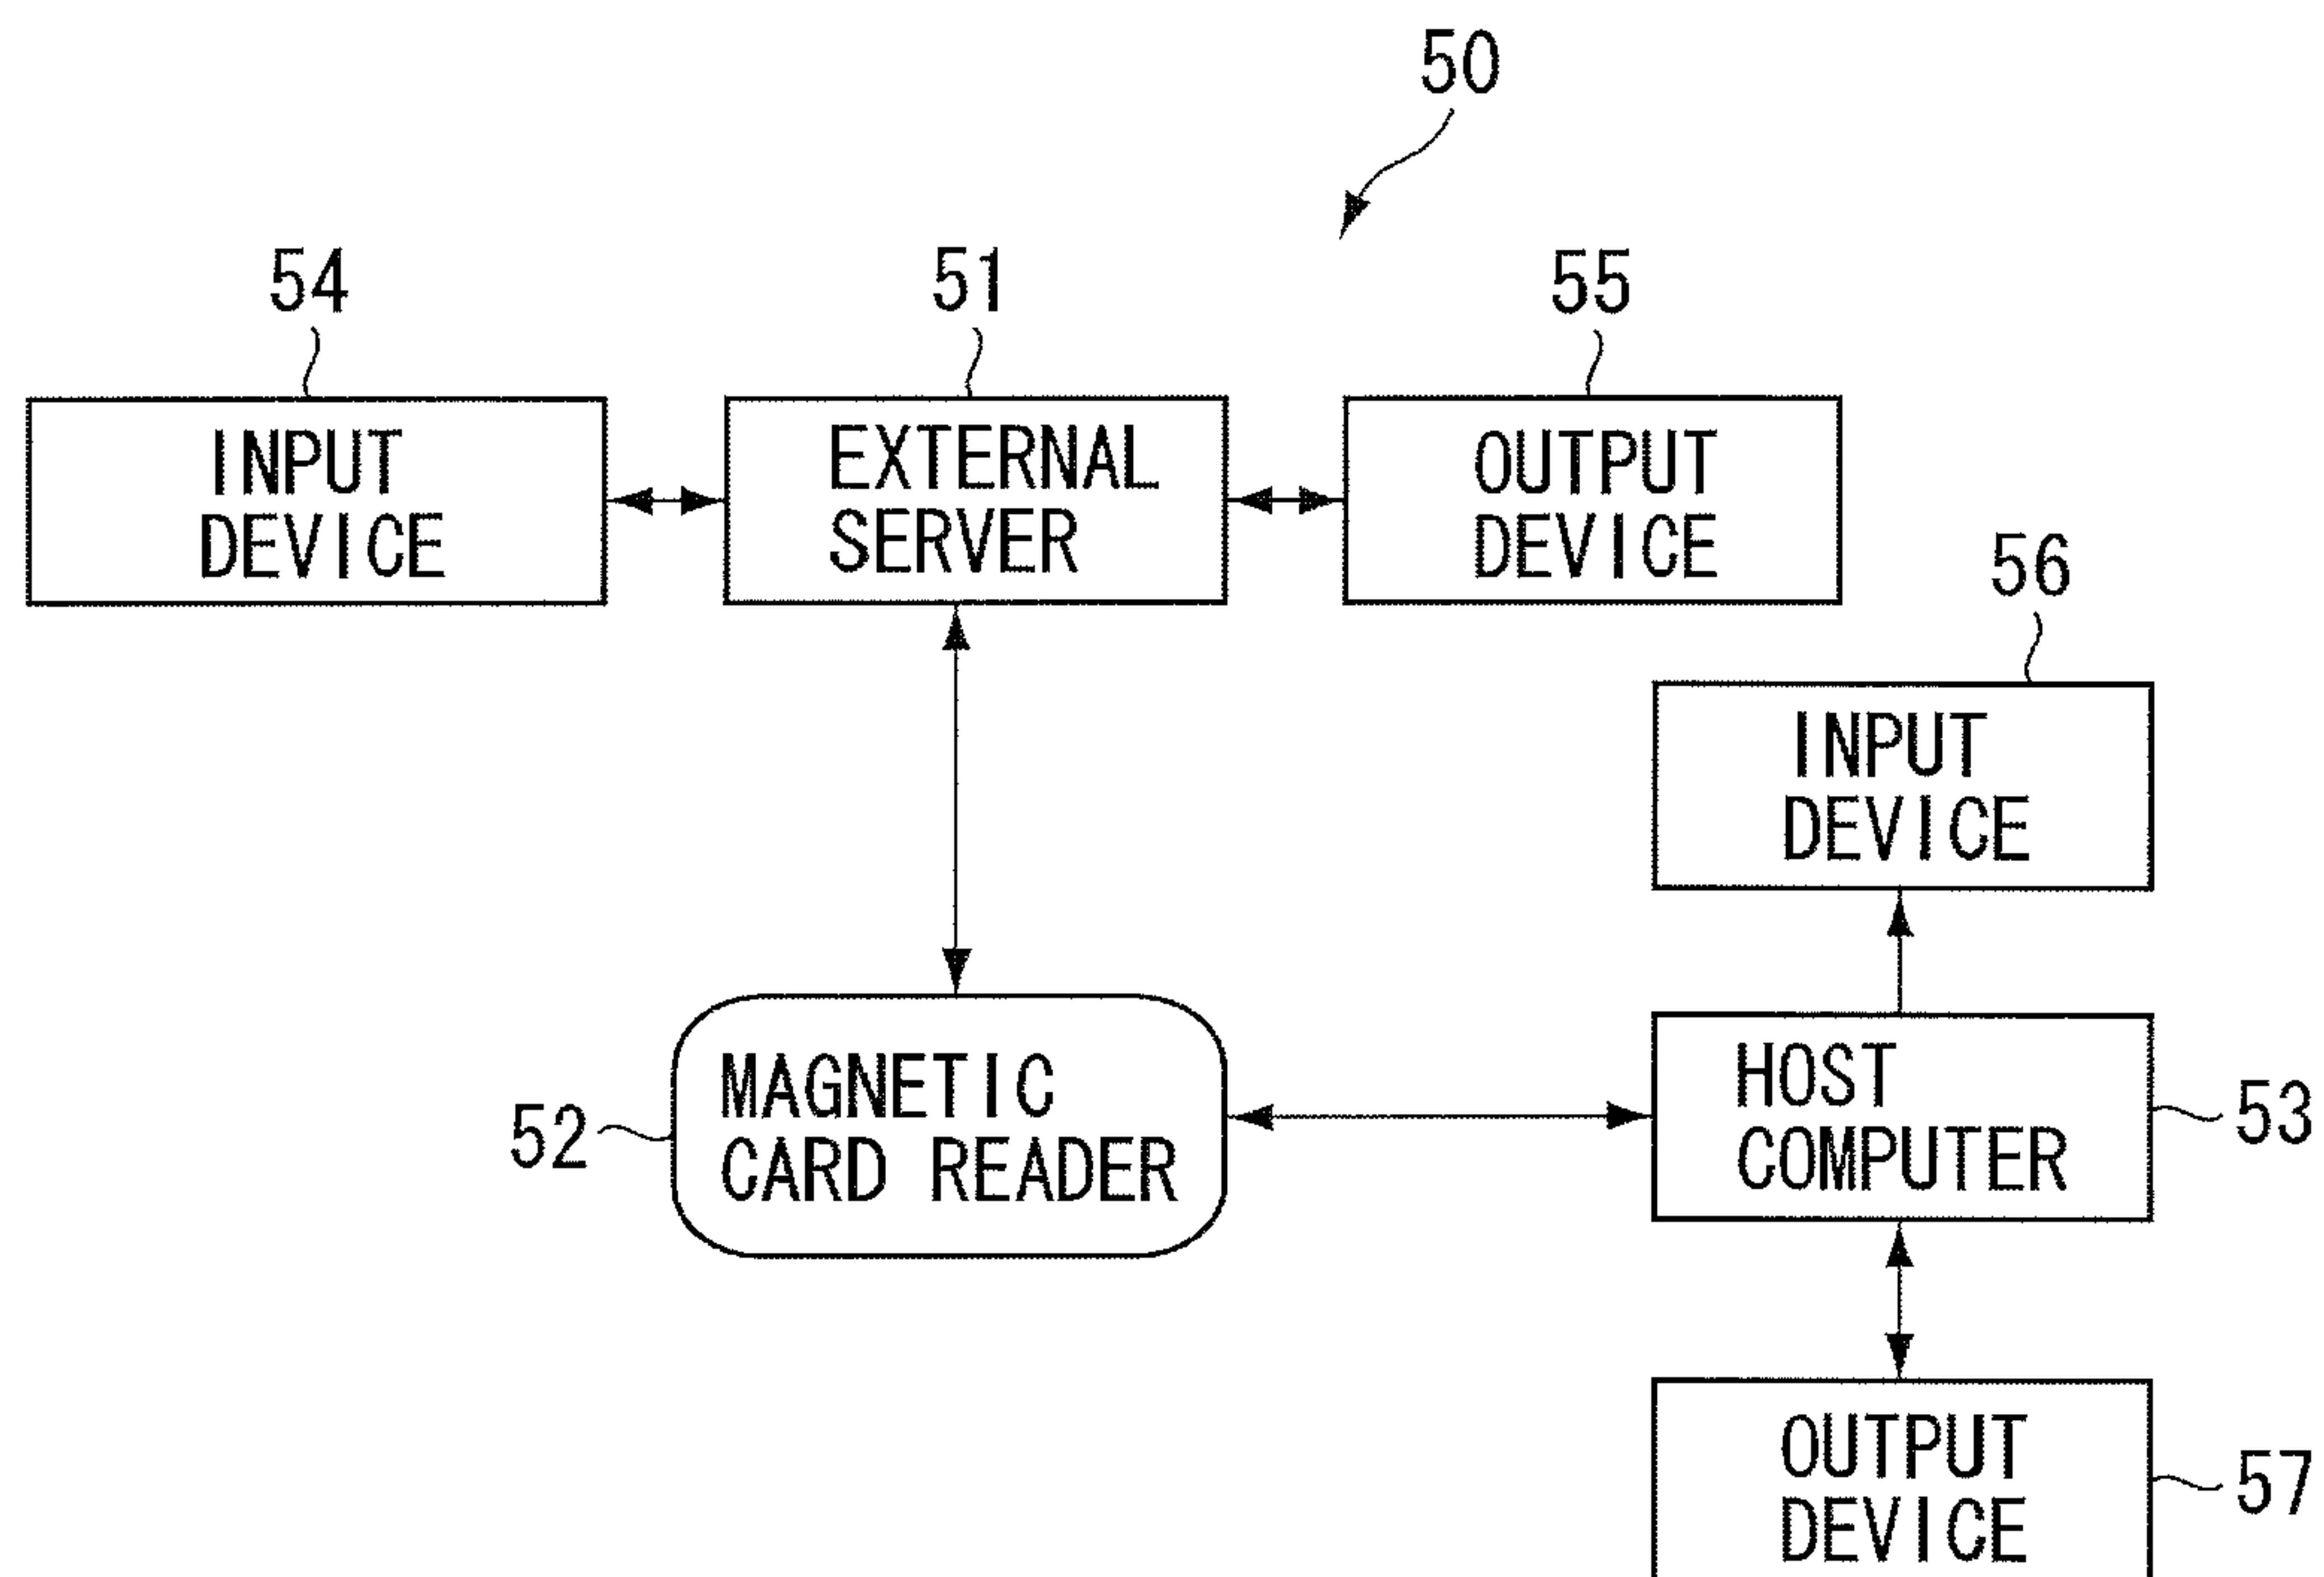 50
54
51
55
INPUT
DEVICE
EXTERNAL
SERVER
OUTPUT
DEVICE
56
INPUT
DEVICE
52
MAGNETIC
CARD READER
HOST
COMPUTER
53
OUTPUT
DEVICE
57